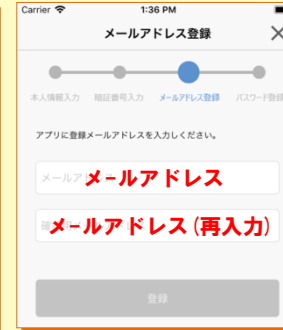 Carrier 1:36 PM
メールアドレス登録
本人情報入力 暗証番号入力 メールアドレス登録 パスワード登録
アプリに登録メールアドレスを入力しください。
メールアドレス
メールアドレス(再入力)
登録